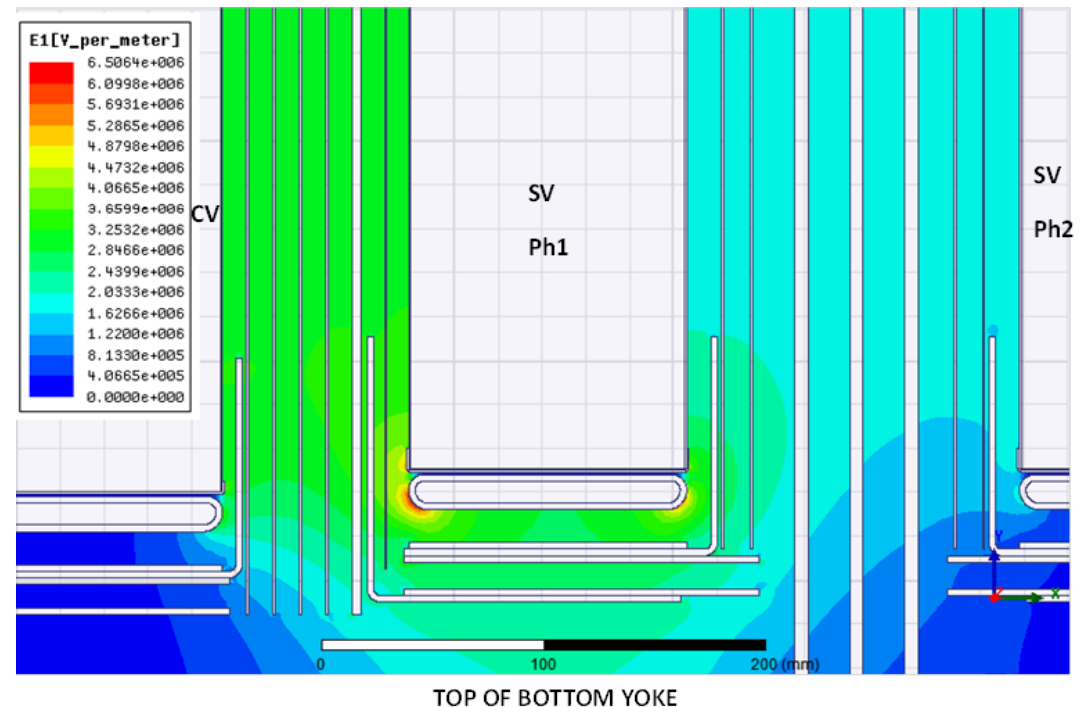 E1[V_per_meter]
6.5064e+006
6.0998e+006
5.6931e+006
5.2865e+006
4.8798e+006
4.4732e+006
4.0665e+006
3.6599e+006
3.2532e+006
2.8466e+006
2.4399e+006
2.0333e+006
1.6266e+006
1.2200e+006
8.1330e+005
4.0665e+005
0.0000e+000
CV
SV
Ph1
SV
Ph2
Y
Z
X
0 100 200 (mm)
TOP OF BOTTOM YOKE